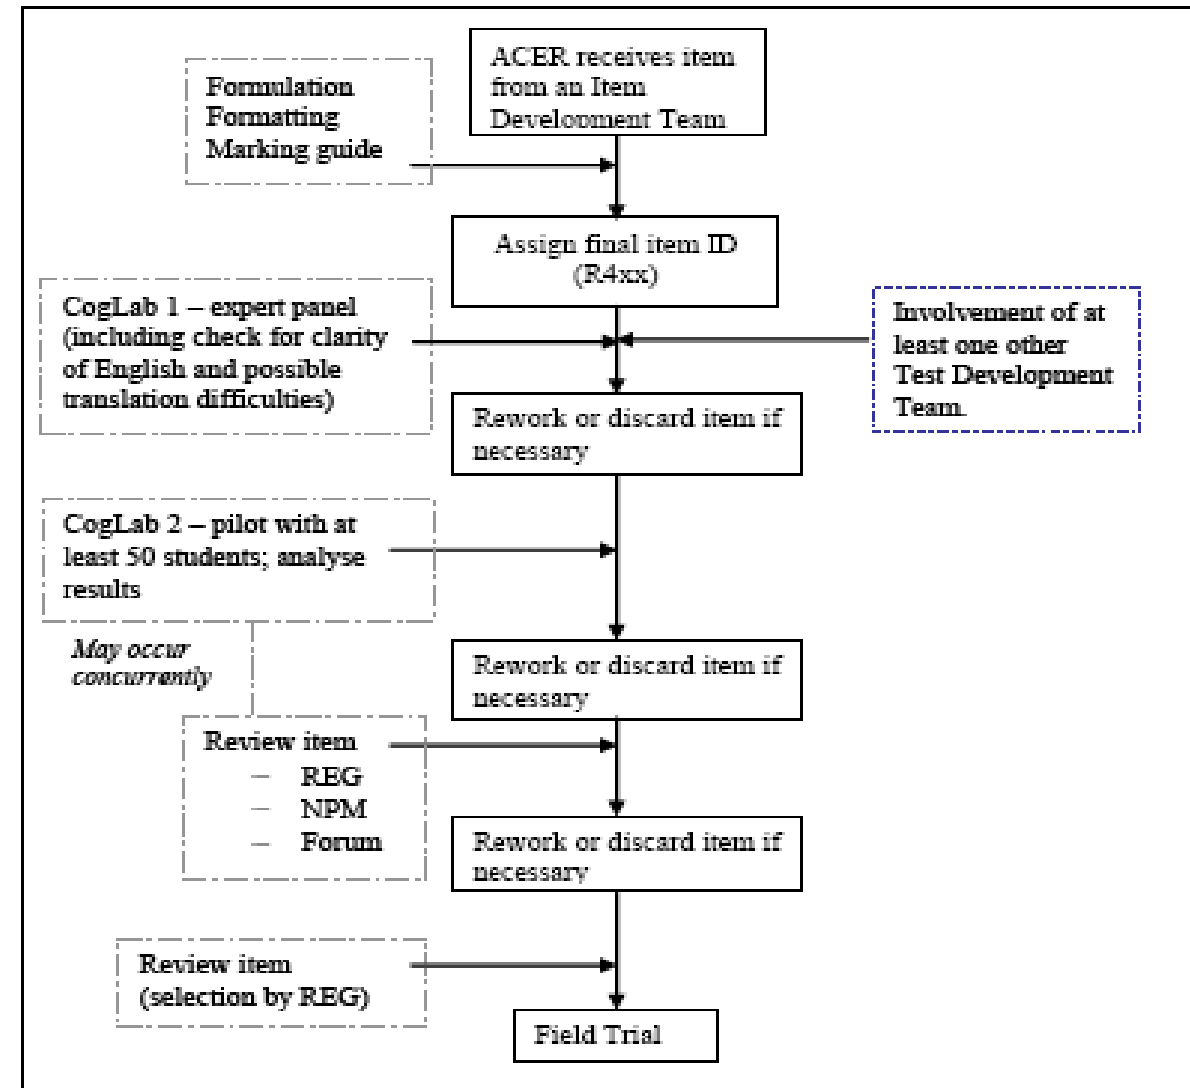 ACER receives item
from an Item
Development Team
Formulation
Formatting
Marking guide
Assign final item ID
(R4xx)
CogLab 1 – expert panel
(including check for clarity
of English and possible
translation difficulties)
Involvement of at
least one other
Test Development
Team.
Rework or discard item if
necessary
CogLab 2 – pilot with at
least 50 students; analyse
results
May occur
concurrently
Rework or discard item if
necessary
Review item
– REG
– NPM
– Forum
Rework or discard item if
necessary
Review item
(selection by REG)
Field Trial